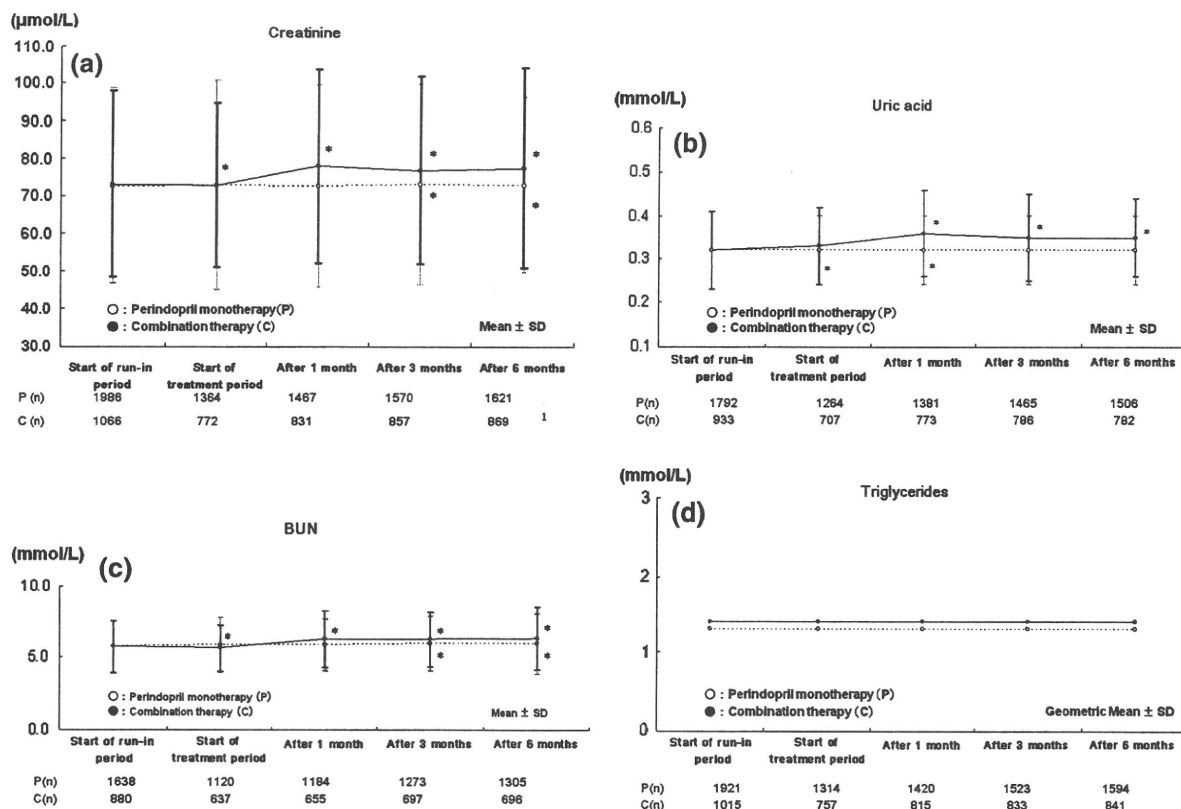 (μmol/L)
Creatinine
(a)
110.0
100.0
90.0
80.0
70.0
60.0
50.0
40.0
30.0
* * * * * *
○ : Perindopril monotherapy (P)
● : Combination therapy (C)
Mean ± SD
Start of run-in period
Start of treatment period
After 1 month
After 3 months
After 6 months
P (n) 1986 1364 1467 1570 1621
C (n) 1066 772 831 857 869 1
(mmol/L)
Uric acid
(b)
0.6
0.5
0.4
0.3
0.2
0.1
* * * * *
○ : Perindopril monotherapy (P)
● : Combination therapy (C)
Mean ± SD
Start of run-in period
Start of treatment period
After 1 month
After 3 months
After 6 months
P(n) 1792 1264 1381 1465 1506
C(n) 933 707 773 786 782
BUN
(mmol/L)
(c)
10.0
5.0
0.0
* * * * * *
○ : Perindopril monotherapy (P)
● : Combination therapy (C)
Mean ± SD
Start of run-in period
Start of treatment period
After 1 month
After 3 months
After 6 months
P(n) 1638 1120 1184 1273 1305
C(n) 880 637 655 697 696
(mmol/L)
Triglycerides
(d)
3
2
1
0
○ : Perindopril monotherapy (P)
● : Combination therapy (C)
Geometric Mean ± SD
Start of run-in period
Start of treatment period
After 1 month
After 3 months
After 6 months
P(n) 1921 1314 1420 1523 1594
C(n) 1015 757 815 833 841